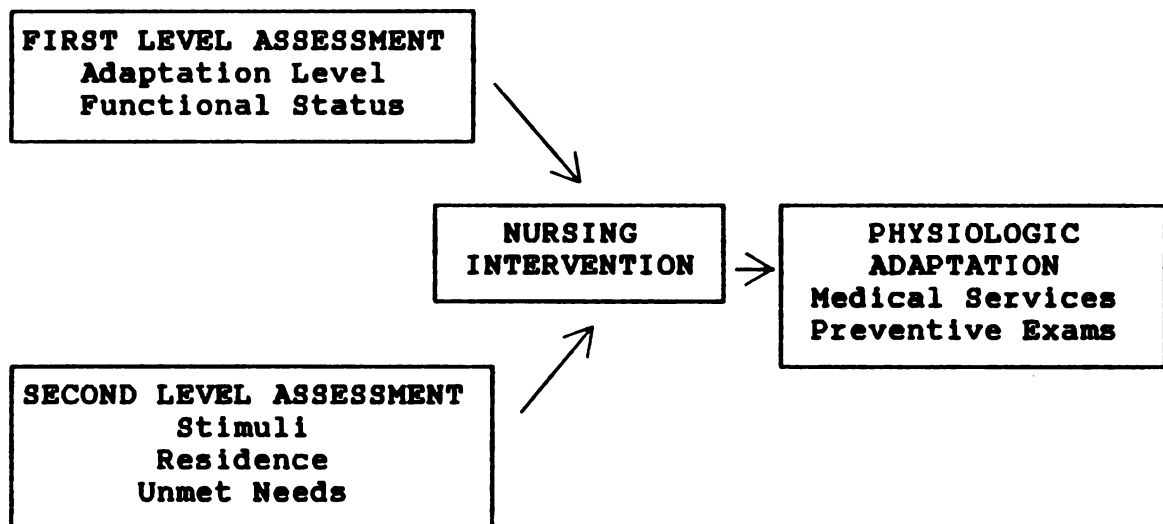 FIRST LEVEL ASSESSMENT
Adaptation Level
Functional Status
NURSING
INTERVENTION
PHYSIOLOGIC
ADAPTATION
Medical Services
Preventive Exams
SECOND LEVEL ASSESSMENT
Stimuli
Residence
Unmet Needs